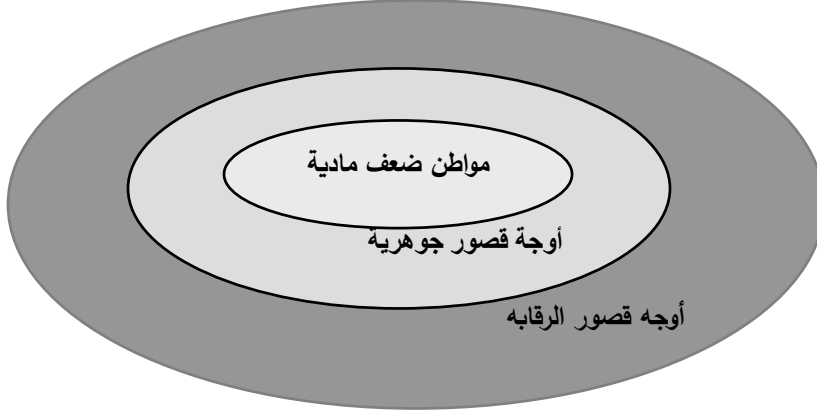 مواطن ضعف مادية
أوجة قصور جوهرية
أوجه قصور الرقابه